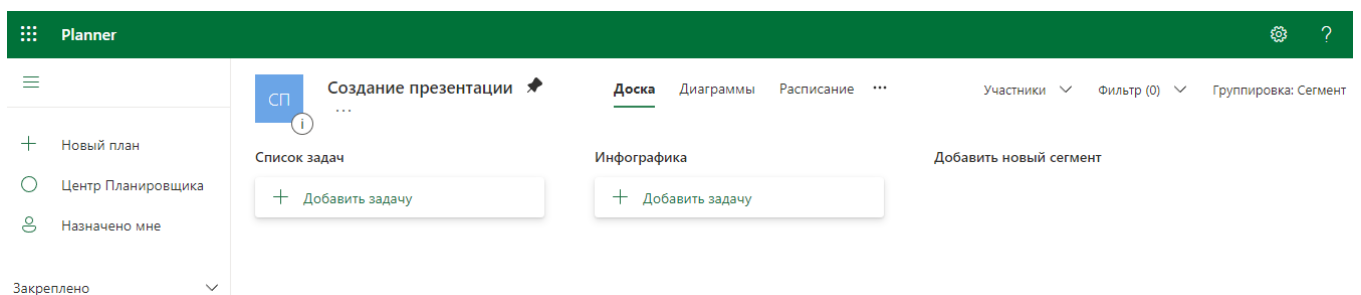 Planner
?
СП
i
Создание презентации
...
Доска Диаграммы Расписание ...
Участники Фильтр (0) Группировка: Сегмент
Новый план
Центр Планировщика
Назначено мне
Закреплено
Список задач
Добавить задачу
Инфографика
Добавить задачу
Добавить новый сегмент